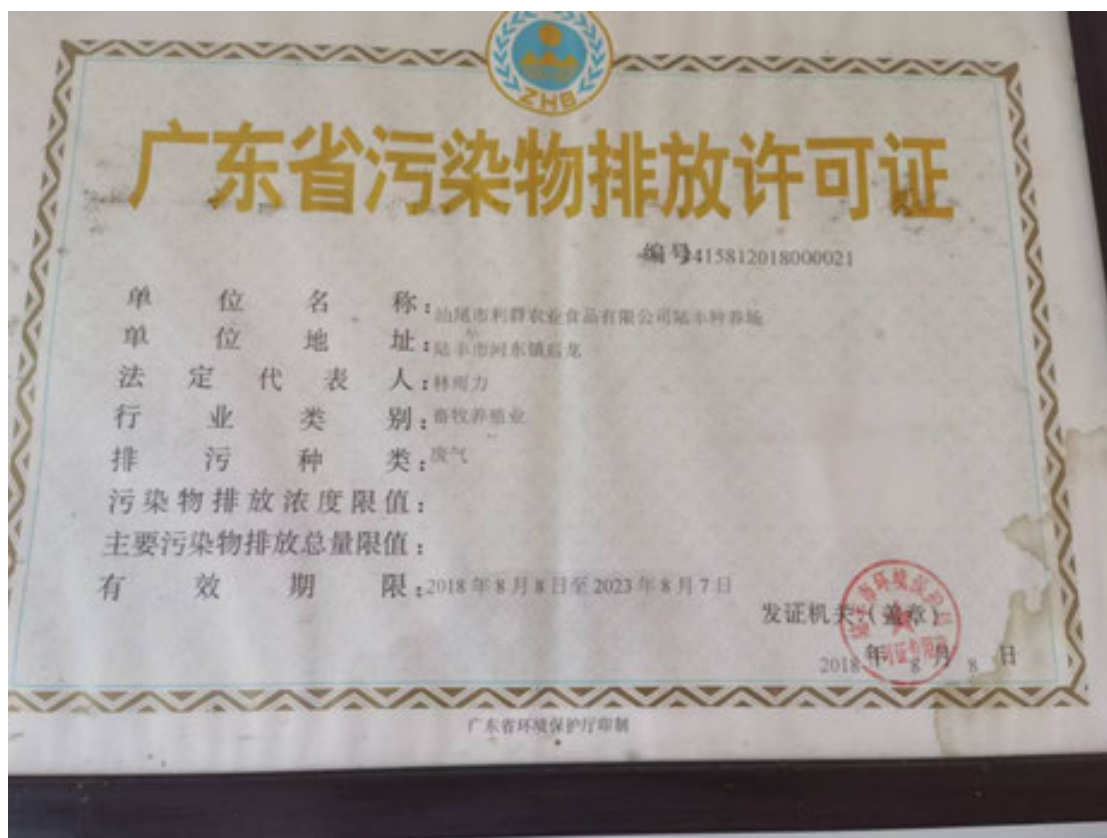 ZHB
广东省污染物排放许可证
编号4415812018000021
单位名称：汕尾市利群农业食品有限公司陆丰种养场
单位地址：陆丰市河东镇后龙
法定代表人：林雨力
行业类别：畜牧养殖业
排污种类：废气
污染物排放浓度限值：
主要污染物排放总量限值：
有效期限：2018年8月8日至2023年8月7日
发证机关：（盖章）
2018年8月8日
广东省环境保护厅印制